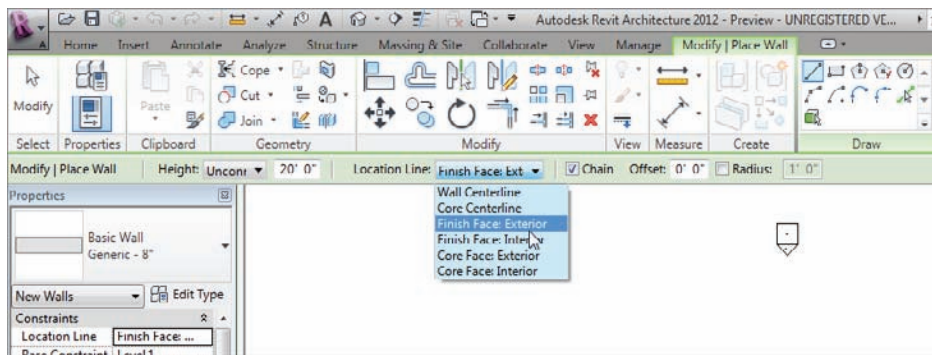 Autodesk Revit Architecture 2012 - Preview - UNREGISTERED VE...
Home Insert Annotate Analyze Structure Massing & Site Collaborate View Manage Modify | Place Wall
Cope
Cut
Join
Modify
Paste
Select Properties Clipboard Geometry Modify View Measure Create Draw
Modify | Place Wall Height: Unconr 20' 0" Location Line: Finish Face: Ext Chain Offset: 0' 0" Radius: 1' 0"
Wall Centerline
Core Centerline
Finish Face: Exterior
Finish Face: Interior
Core Face: Exterior
Core Face: Interior
Properties
Basic Wall
Generic - 8"
New Walls Edit Type
Constraints
Location Line Finish Face: ...
Base Constraint Level 1